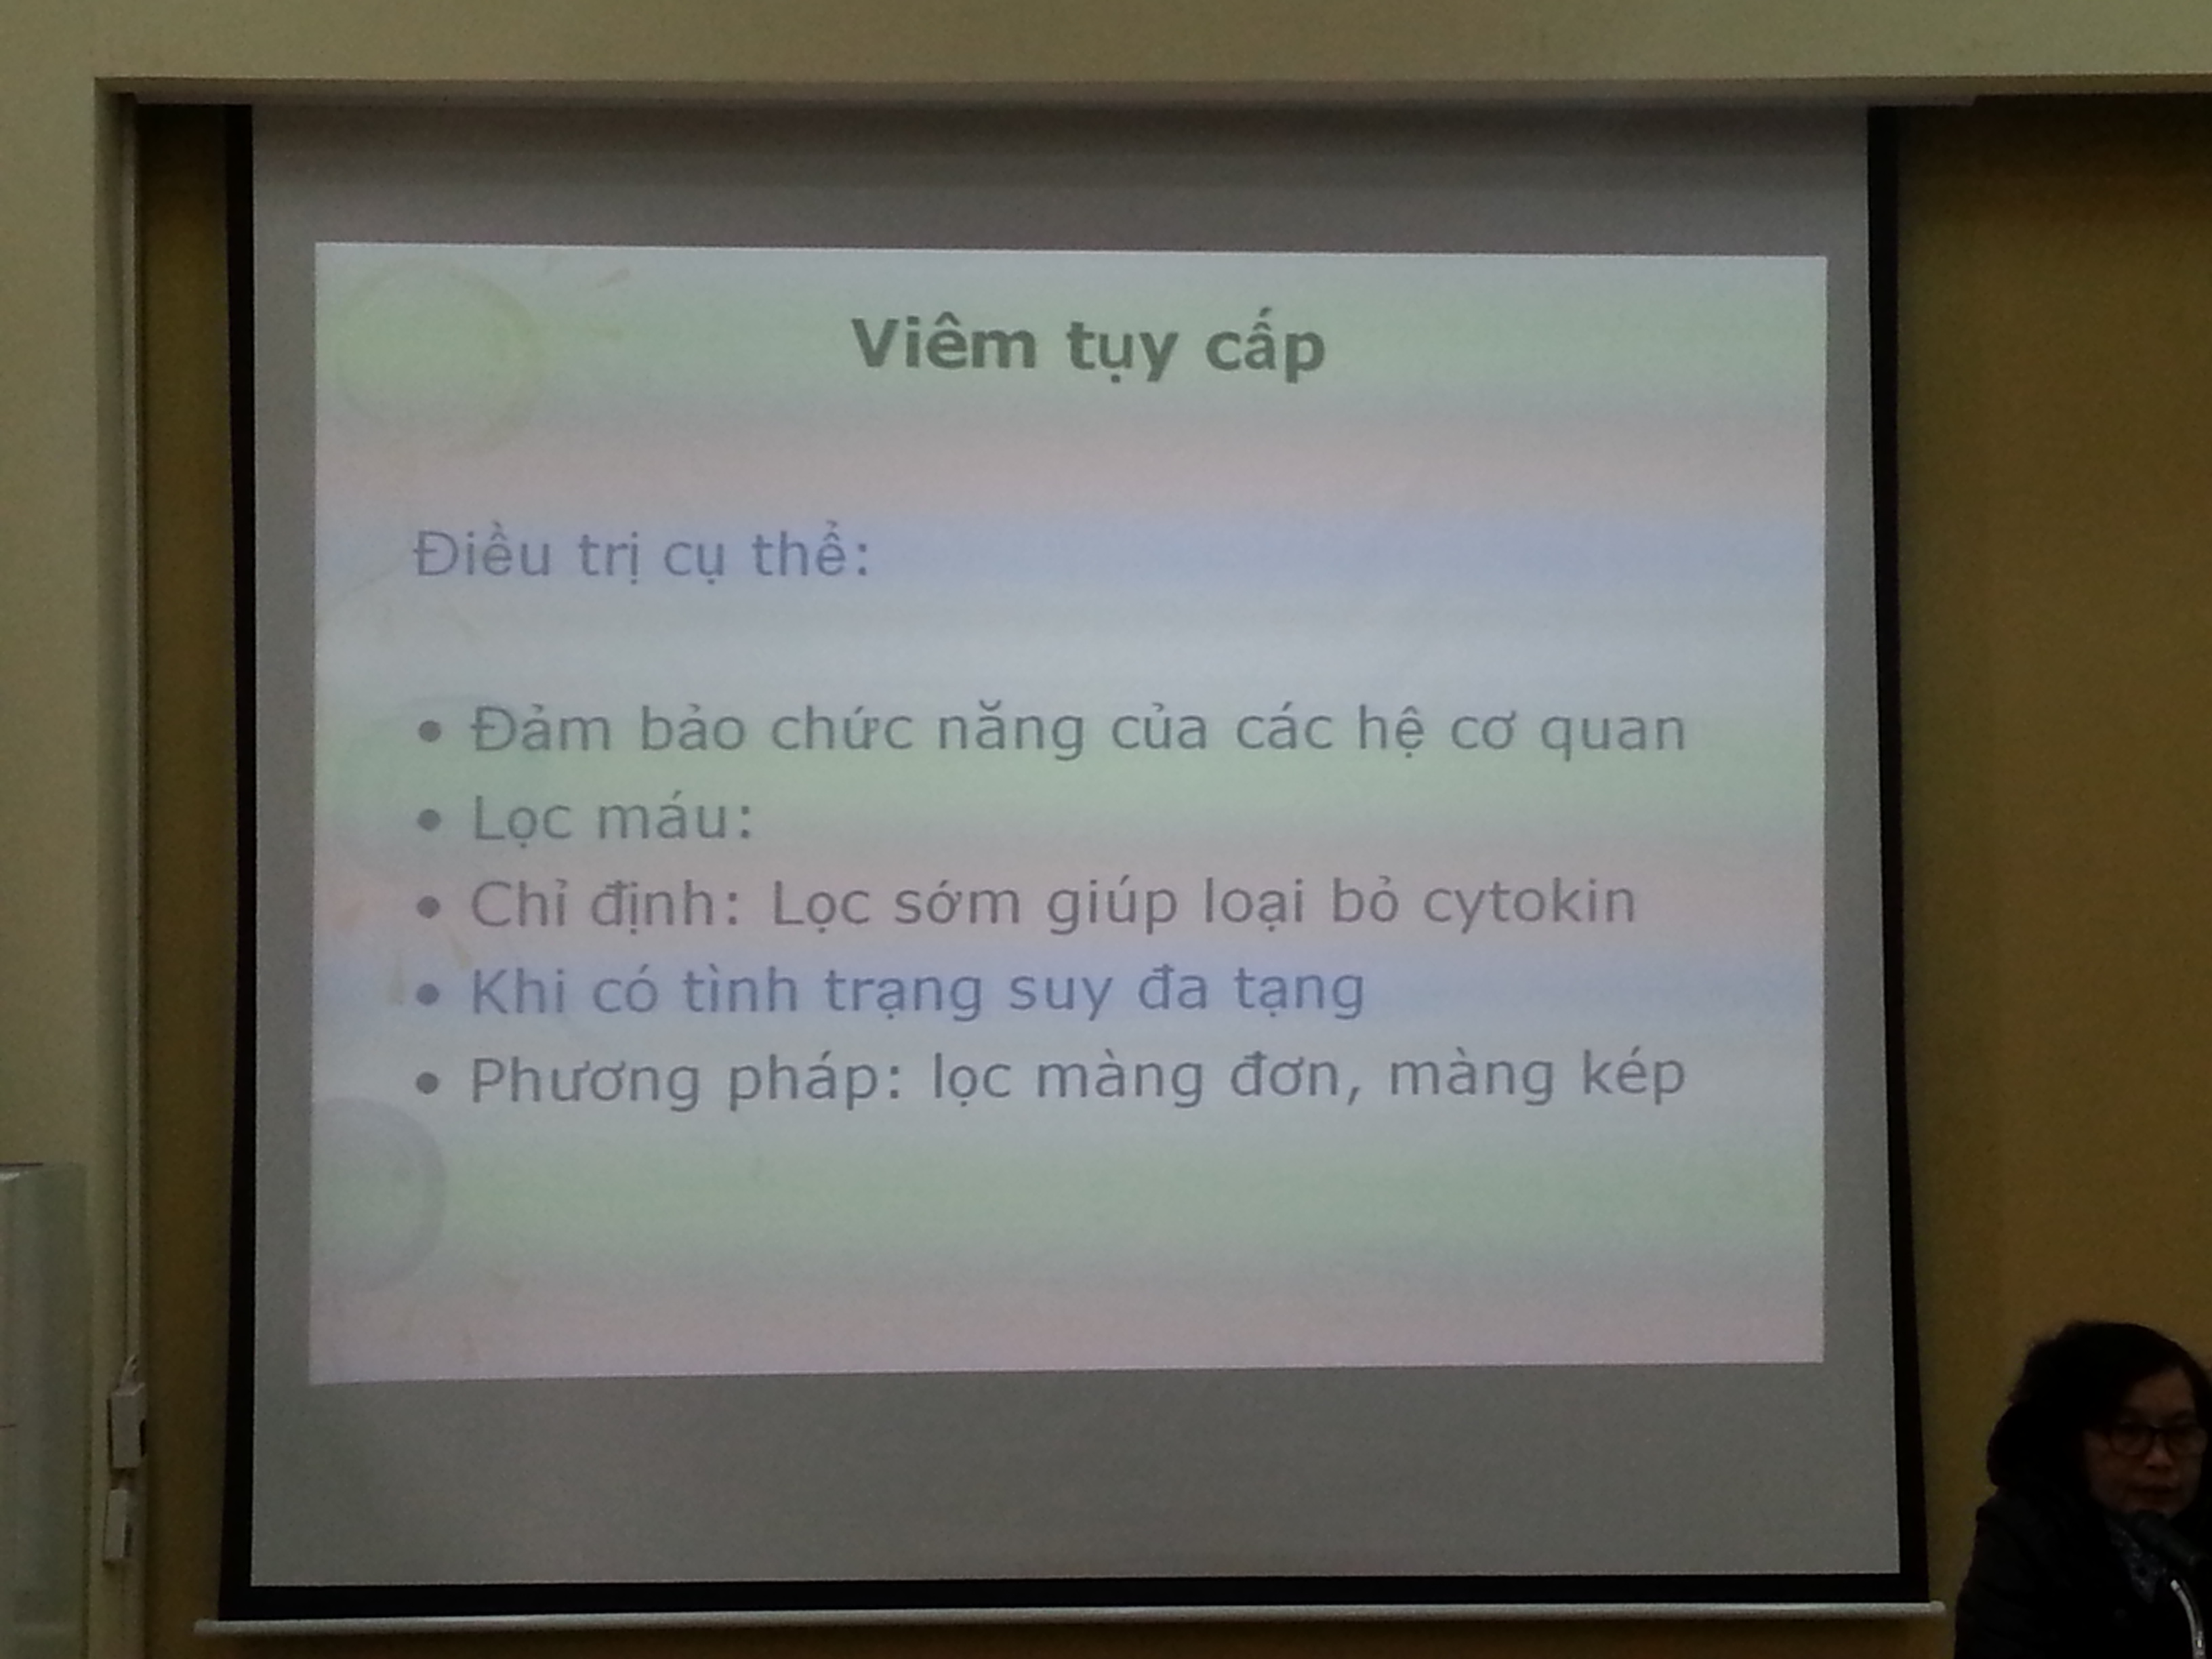 Viêm tụy cấp
Điều trị cụ thể:
• Đảm bảo chức năng của các hệ cơ quan
• Lọc máu:
• Chỉ định: Lọc sớm giúp loại bỏ cytokin
• Khi có tình trạng suy đa tạng
• Phương pháp: lọc màng đơn, màng kép